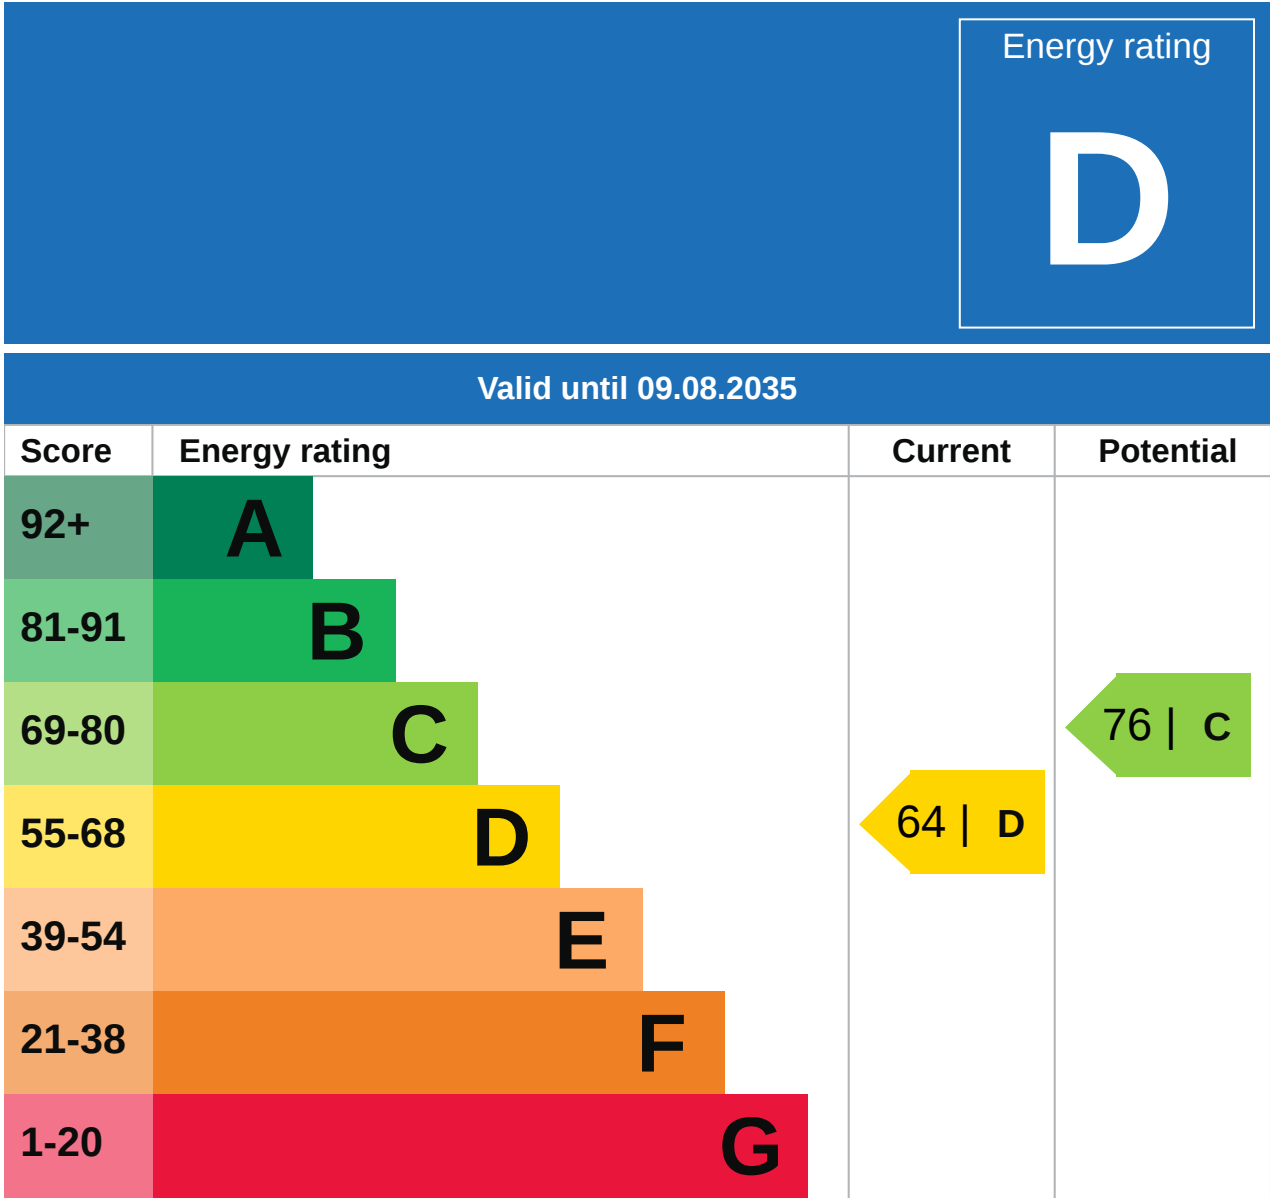 Energy rating
D
Valid until 09.08.2035
Score Energy rating Current Potential
92+ A
81-91 B
69-80 C 76 | C
55-68 D 64 | D
39-54 E
21-38 F
1-20 G